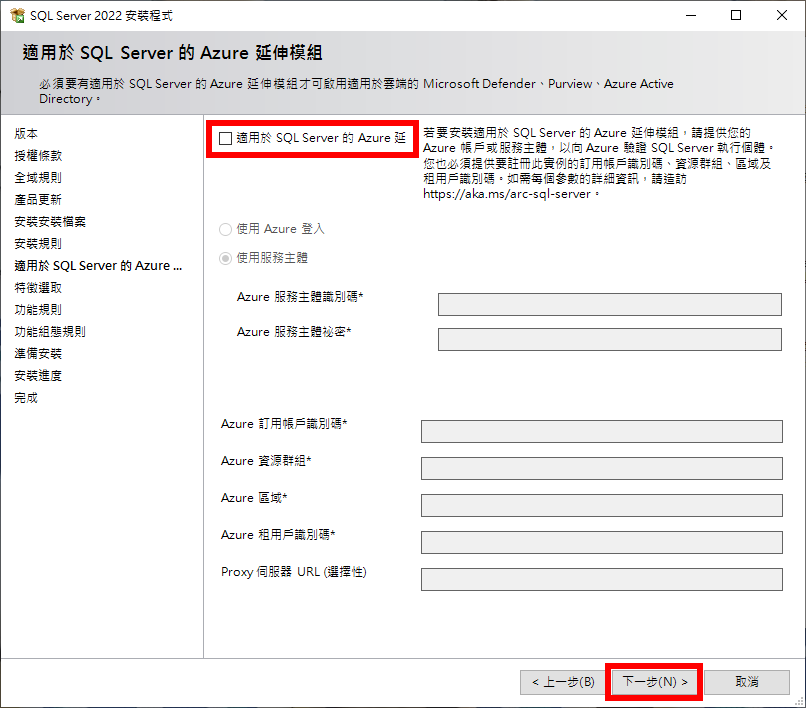 SQL Server 2022 安裝程式
適用於 SQL Server 的 Azure 延伸模組
必須要有適用於 SQL Server 的 Azure 延伸模組才可啟用適用於雲端的 Microsoft Defender、Purview、Azure Active
Directory。
版本
授權條款
全域規則
產品更新
安裝安裝檔案
安裝規則
適用於 SQL Server 的 Azure ...
特徵選取
功能規則
功能組態規則
準備安裝
安裝進度
完成
適用於 SQL Server 的 Azure 延
若要安裝適用於 SQL Server 的 Azure 延伸模組，請提供您的
Azure 帳戶或服務主體，以向 Azure 驗證 SQL Server 執行個體。
您也必須提供要註冊此實例的訂用帳戶識別碼、資源群組、區域及
租用戶識別碼。如需每個參數的詳細資訊，請造訪
https://aka.ms/arc-sql-server。
使用 Azure 登入
使用服務主體
Azure 服務主體識別碼*
Azure 服務主體祕密*
Azure 訂用帳戶識別碼*
Azure 資源群組*
Azure 區域*
Azure 租用戶識別碼*
Proxy 伺服器 URL (選擇性)
< 上一步(B)
下一步(N) >
取消